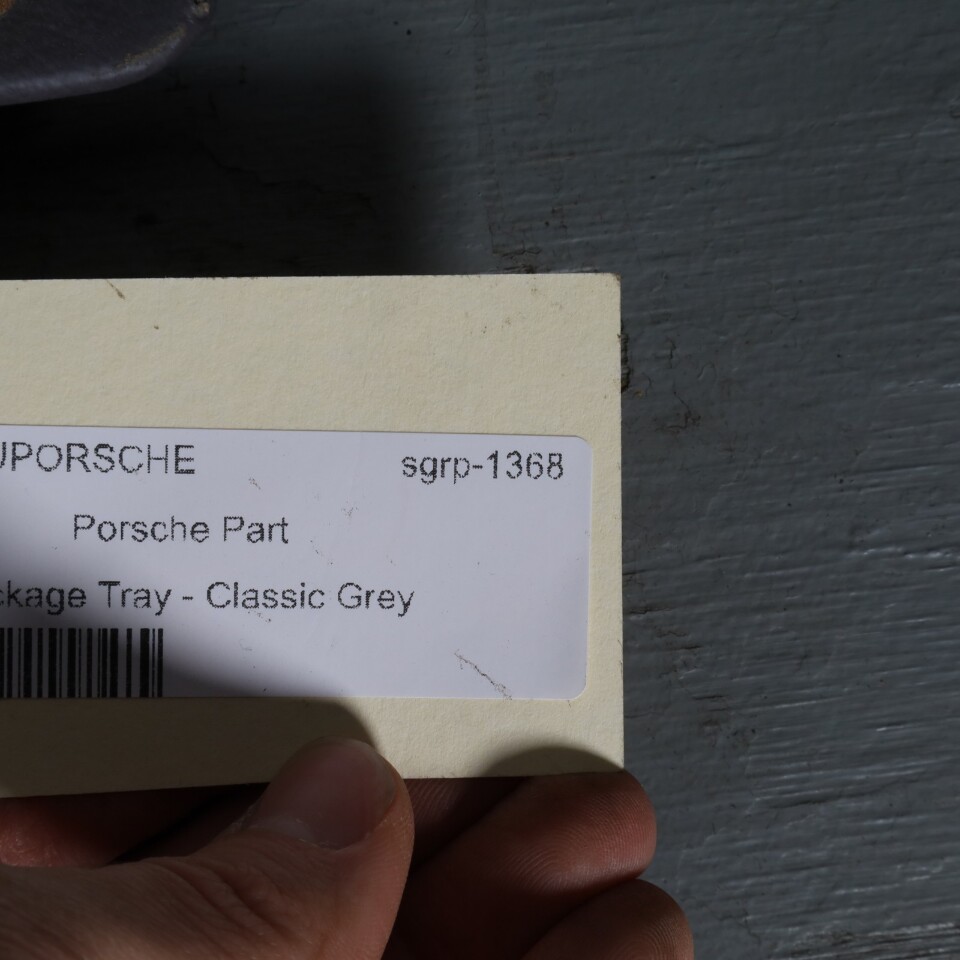 UPORSCHE sgrp-1368
Porsche Part
ckage Tray - Classic Grey